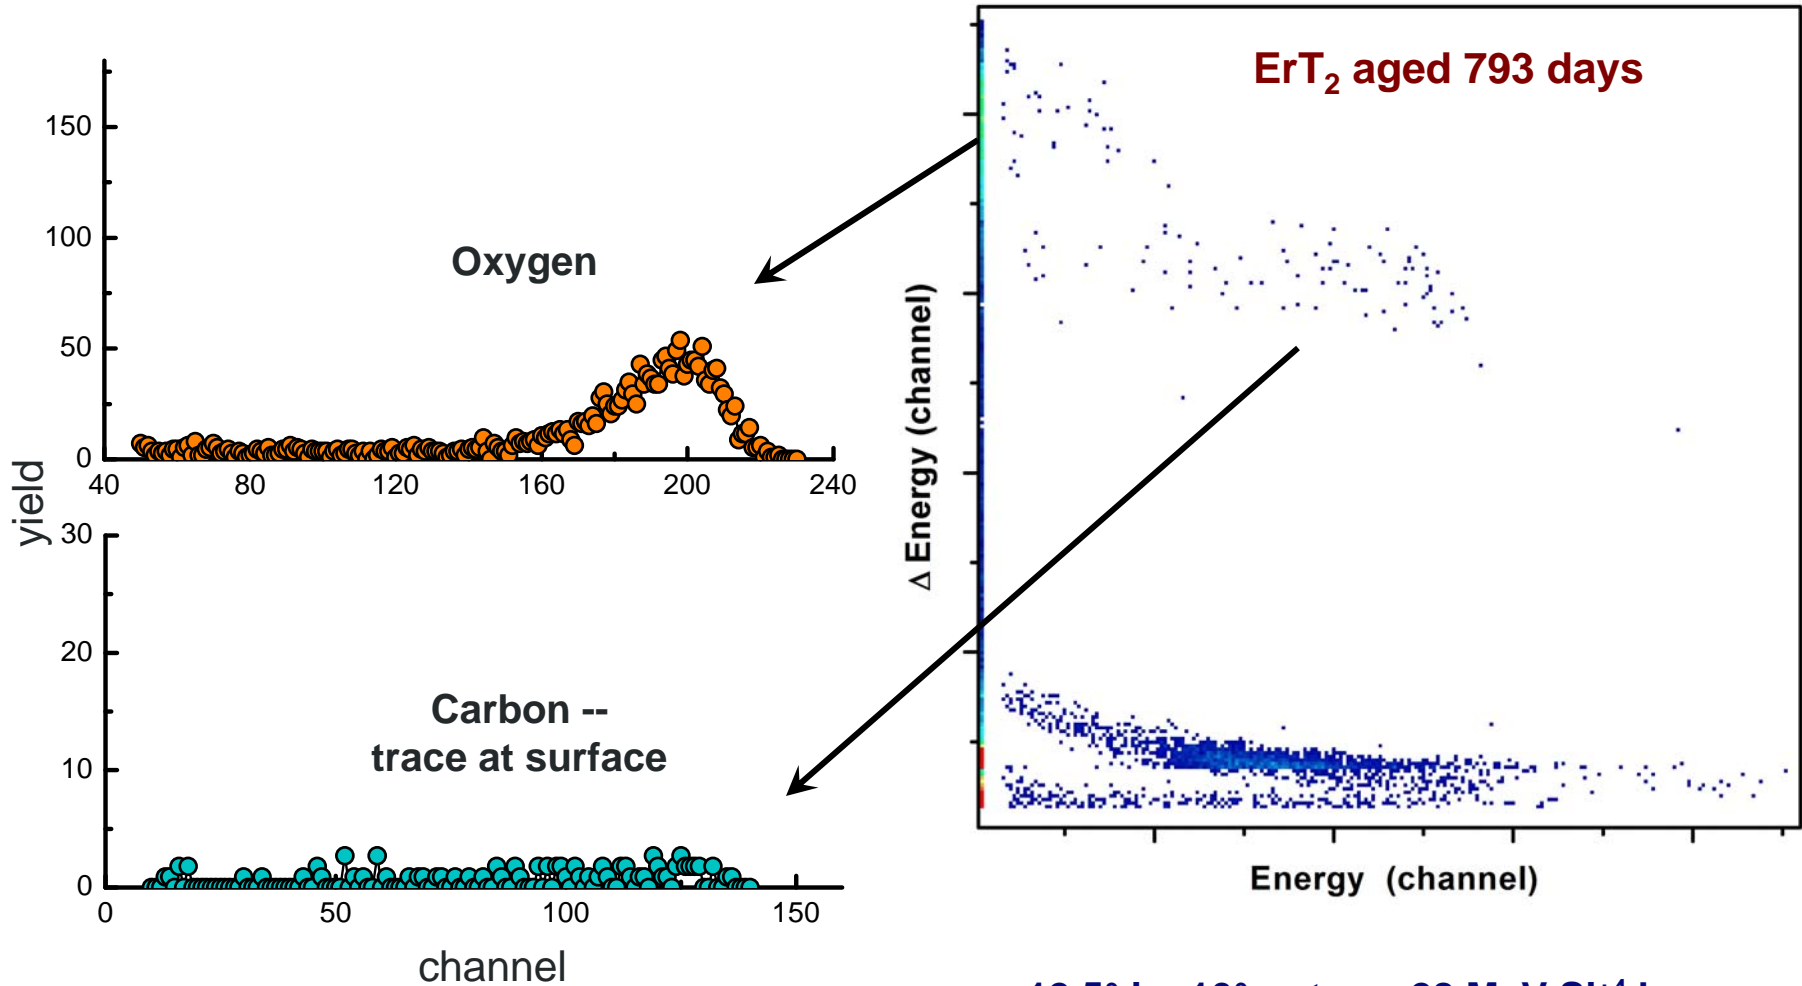 150
100
50
0
Oxygen
40 80 120 160 200 240
yield
30
20
10
0
Carbon --
trace at surface
0 50 100 150
channel
ErT₂ aged 793 days
Δ Energy (channel)
Energy (channel)